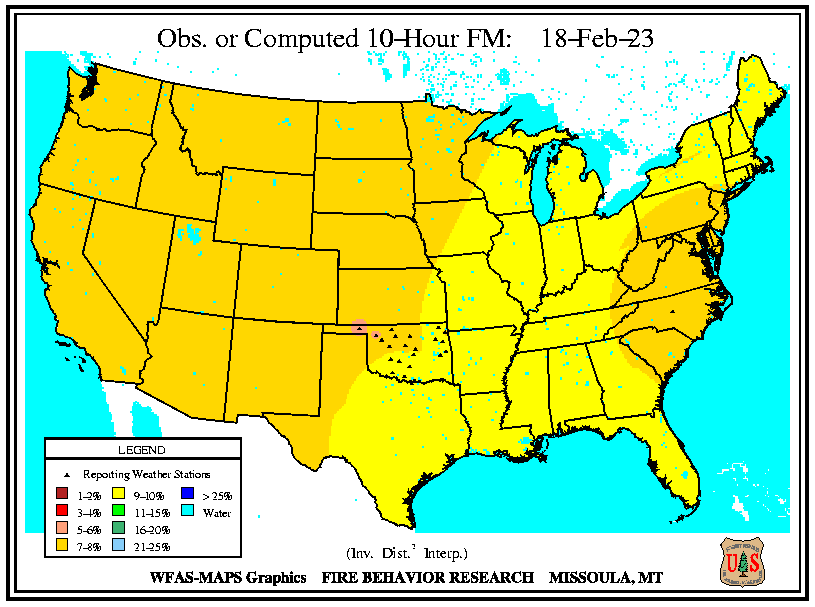 Obs. or Computed 10-Hour FM: 18-Feb-23
LEGEND
Reporting Weather Stations
1-2% 9-10% > 25%
3-4% 11-15% Water
5-6% 16-20%
7-8% 21-25%
(Inv. Dist.² Interp.)
WFAS-MAPS Graphics FIRE BEHAVIOR RESEARCH MISSOULA, MT
U S